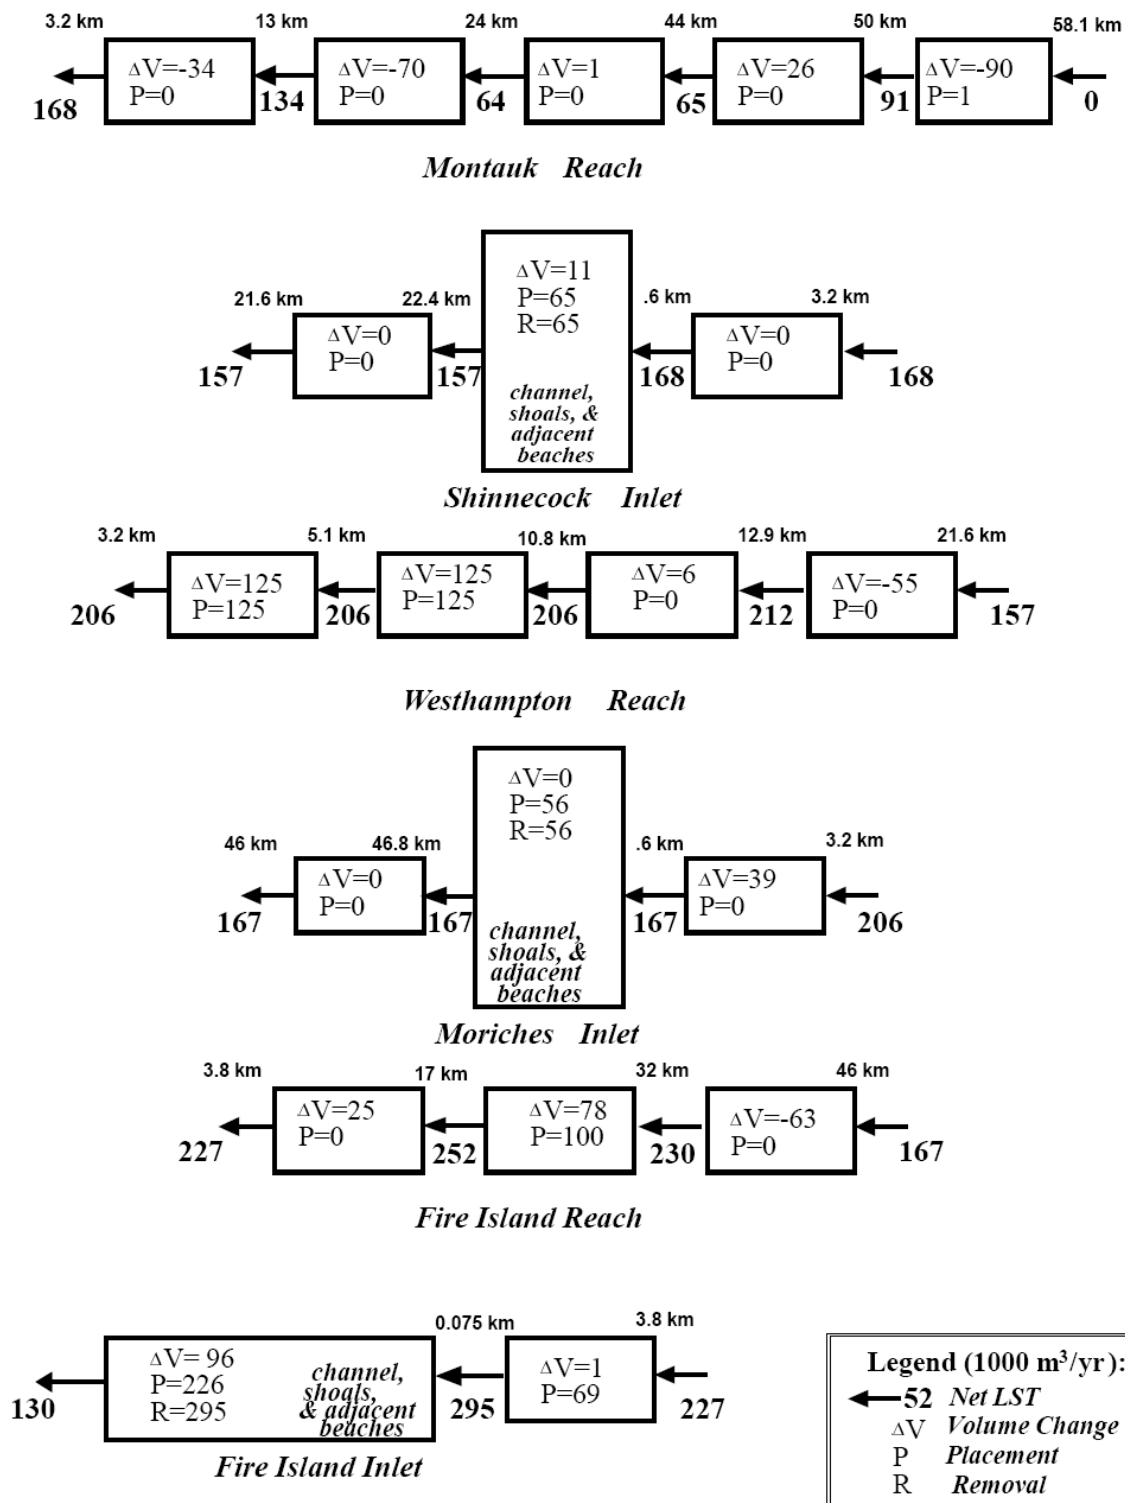 3.2 km 13 km 24 km 44 km 50 km 58.1 km
ΔV=-34 ΔV=-70 ΔV=1 ΔV=26 ΔV=-90
P=0 P=0 P=0 P=0 P=1
168 134 64 65 91 0
Montauk Reach
21.6 km 22.4 km .6 km 3.2 km
ΔV=11
P=65
R=65
ΔV=0 ΔV=0
P=0 P=0
157 157 168 168
channel,
shoals, &
adjacent
beaches
Shinnecock Inlet
3.2 km 5.1 km 10.8 km 12.9 km 21.6 km
ΔV=125 ΔV=125 ΔV=6 ΔV=-55
P=125 P=125 P=0 P=0
206 206 206 212 157
Westhampton Reach
ΔV=0
P=56
R=56
46 km 46.8 km .6 km 3.2 km
ΔV=0 ΔV=39
P=0 P=0
167 167 167 206
channel,
shoals, &
adjacent
beaches
Moriches Inlet
3.8 km 17 km 32 km 46 km
ΔV=25 ΔV=78 ΔV=-63
P=0 P=100 P=0
227 252 230 167
Fire Island Reach
0.075 km 3.8 km
ΔV= 96
P=226
R=295
channel,
shoals,
& adjacent
beaches
ΔV=1
P=69
130 295 227
Fire Island Inlet
Legend (1000 m³/yr):
52 Net LST
ΔV Volume Change
P Placement
R Removal